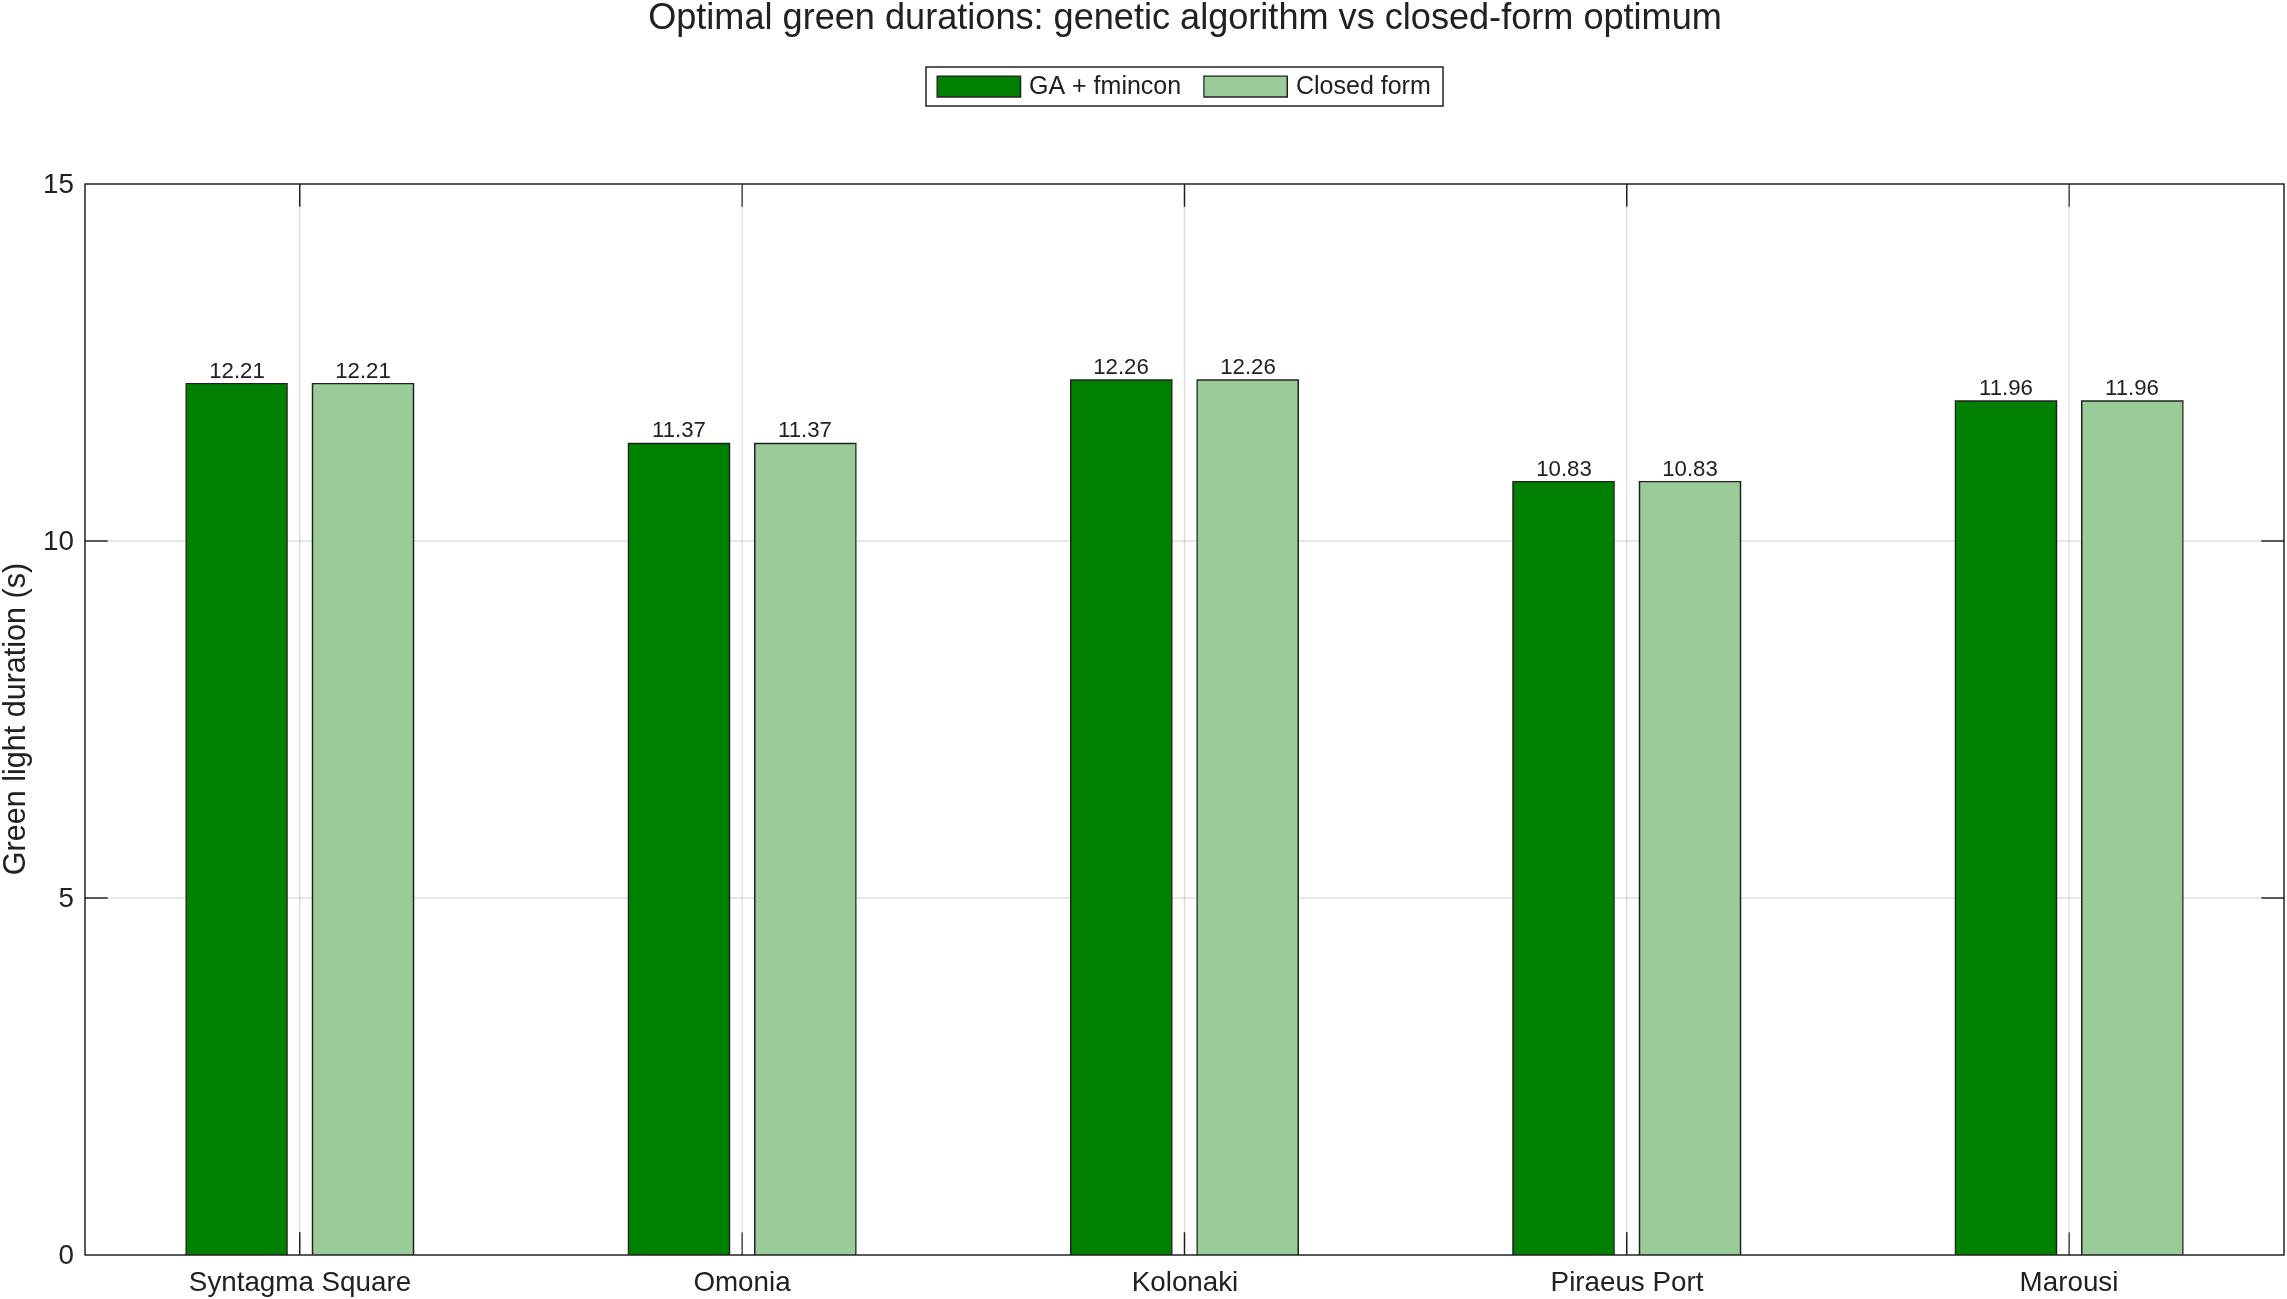 Optimal green durations: genetic algorithm vs closed-form optimum
GA + fmincon Closed form
15
10
5
0
Green light duration (s)
12.21 12.21
11.37 11.37
12.26 12.26
10.83 10.83
11.96 11.96
Syntagma Square Omonia Kolonaki Piraeus Port Marousi